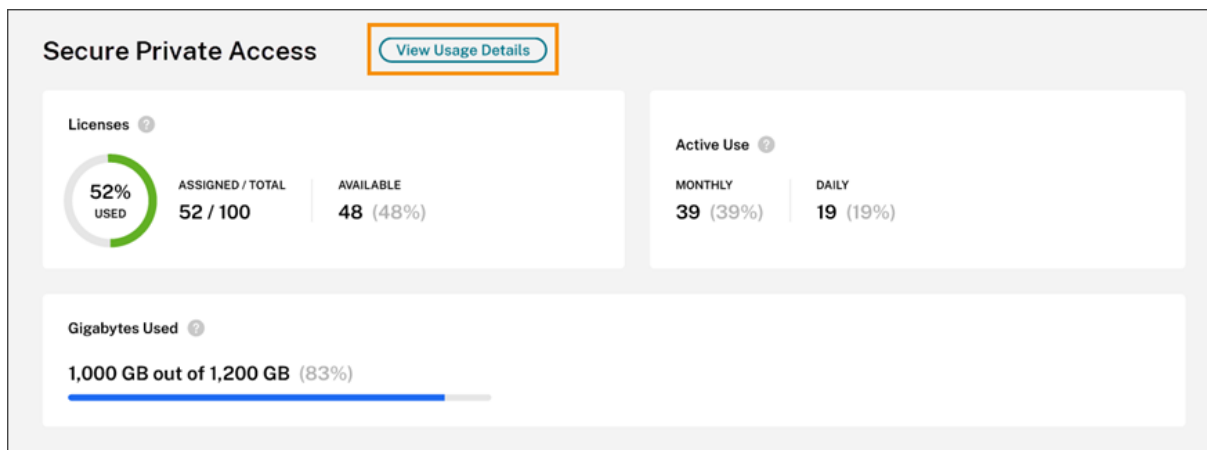 Secure Private Access
View Usage Details
Licenses ?
52%
USED
ASSIGNED / TOTAL
52 / 100
AVAILABLE
48 (48%)
Active Use ?
MONTHLY
39 (39%)
DAILY
19 (19%)
Gigabytes Used ?
1,000 GB out of 1,200 GB (83%)